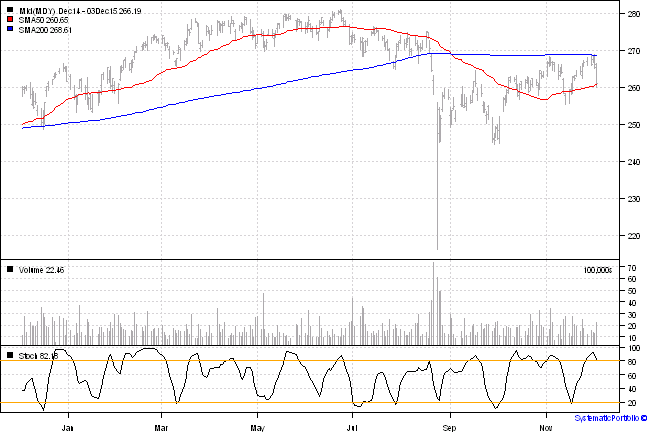 Mid(MDY) Dec14 - 03Dec15 266.19
SMA50 260.65
SMA200 268.61
280
270
260
250
240
230
220
Volume 22.46
100,000s
70
60
50
40
30
20
10
Stoch 82.18
100
80
60
40
20
Jan Mar May Jul Sep Nov
SystematicPortfolio ©